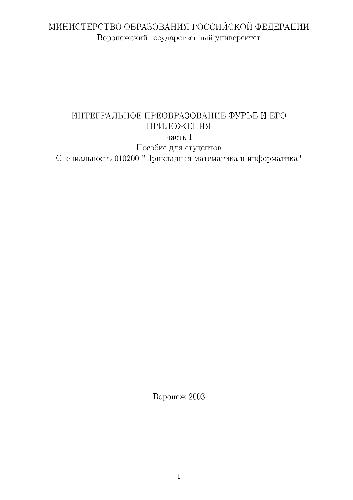 МИНИСТЕРСТВО ОБРАЗОВАНИЯ РОССИЙСКОЙ ФЕДЕРАЦИИ
Воронежский государственный университет
ИНТЕГРАЛЬНОЕ ПРЕОБРАЗОВАНИЕ ФУРЬЕ И ЕГО
ПРИЛОЖЕНИЯ
часть I
Пособие для студентов
Специальность 010200 "Прикладная математика и информатика"
Воронеж 2003
1